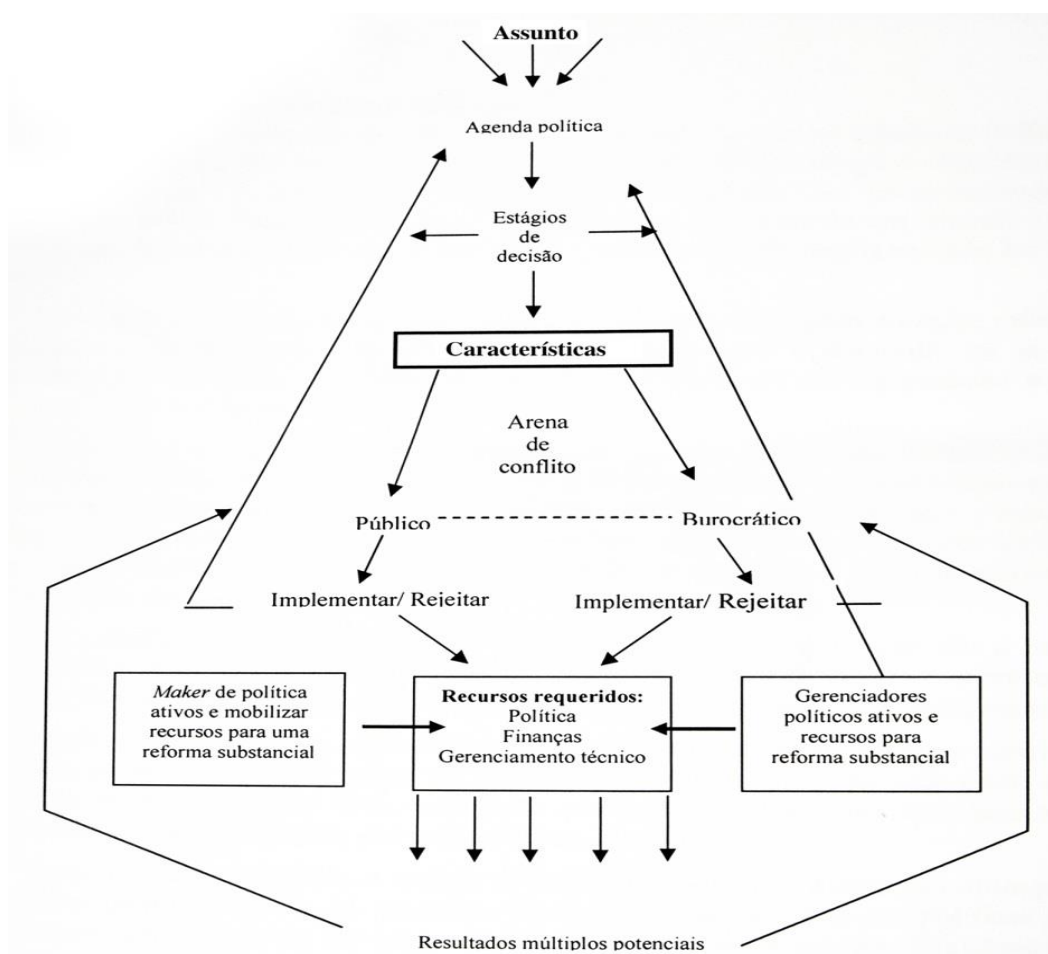 Assunto
Agenda política
Estágios
de
decisão
Características
Arena
de
conflito
Público
Burocrático
Implementar/ Rejeitar
Implementar/ Rejeitar
Maker de política
ativos e mobilizar
recursos para uma
reforma substancial
Recursos requeridos:
Política
Finanças
Gerenciamento técnico
Gerenciadores
políticos ativos e
recursos para
reforma substancial
Resultados múltiplos potenciais